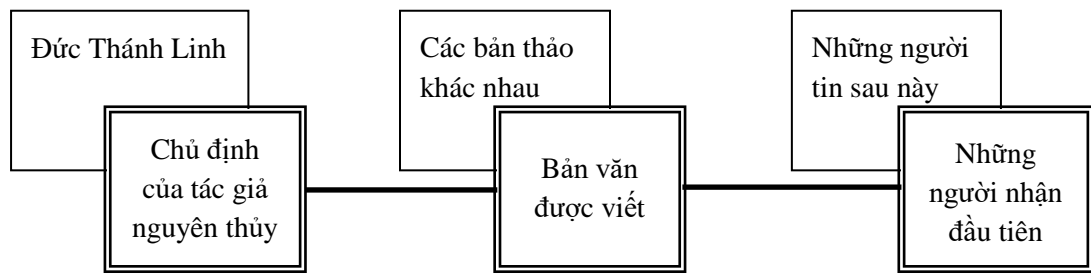 Đức Thánh Linh
Chủ định
của tác giả
nguyên thủy
Các bản thảo
khác nhau
Bản văn
được viết
Những người
tin sau này
Những
người nhận
đầu tiên